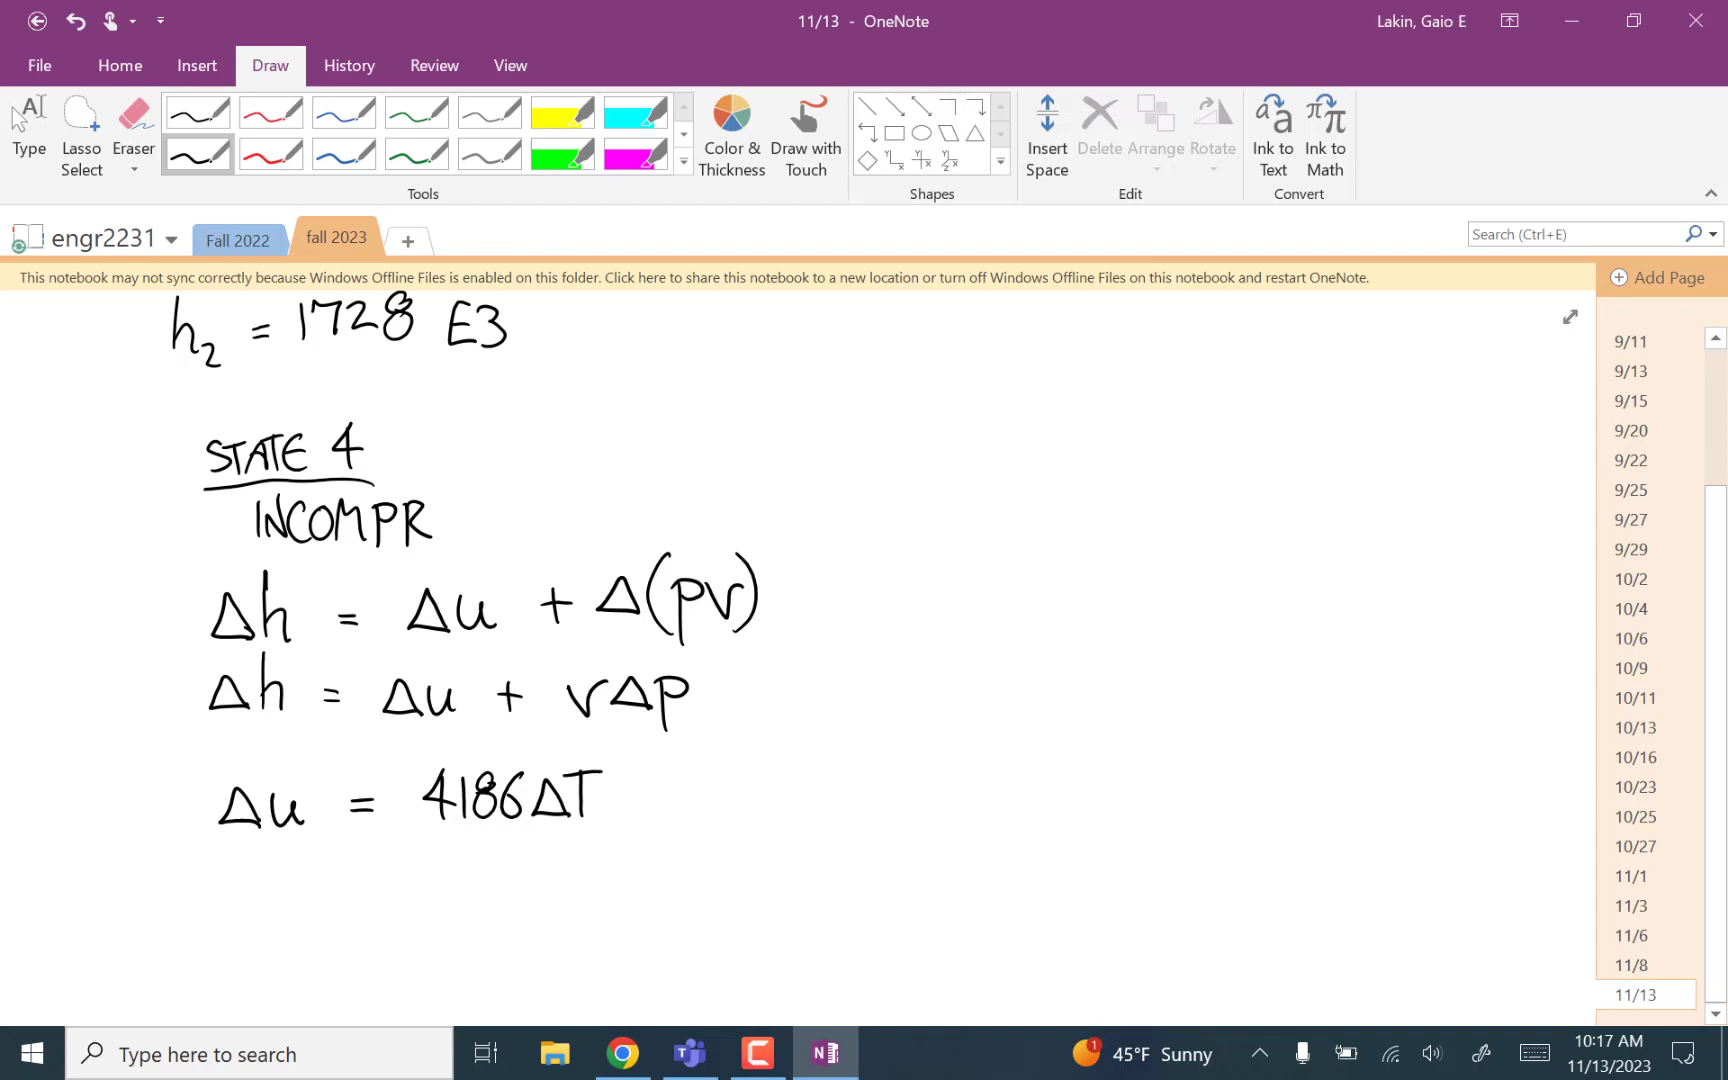 11/13 - OneNote
Lakin, Gaio E
File Home Insert Draw History Review View
Type
Lasso Select
Eraser
Color & Thickness
Draw with Touch
Insert Space
Delete
Arrange
Rotate
Ink to Text
Ink to Math
Tools
Shapes
Edit
Convert
engr2231
Fall 2022
fall 2023
Search (Ctrl+E)
This notebook may not sync correctly because Windows Offline Files is enabled on this folder. Click here to share this notebook to a new location or turn off Windows Offline Files on this notebook and restart OneNote.
Add Page
h₂ = 1728 E3
STATE 4
INCOMPR
Δh = Δu + Δ(pv)
Δh = Δu + vΔp
Δu = 4186ΔT
9/11
9/13
9/15
9/20
9/22
9/25
9/27
9/29
10/2
10/4
10/6
10/9
10/11
10/13
10/16
10/23
10/25
10/27
11/1
11/3
11/6
11/8
11/13
Type here to search
45°F Sunny
10:17 AM
11/13/2023